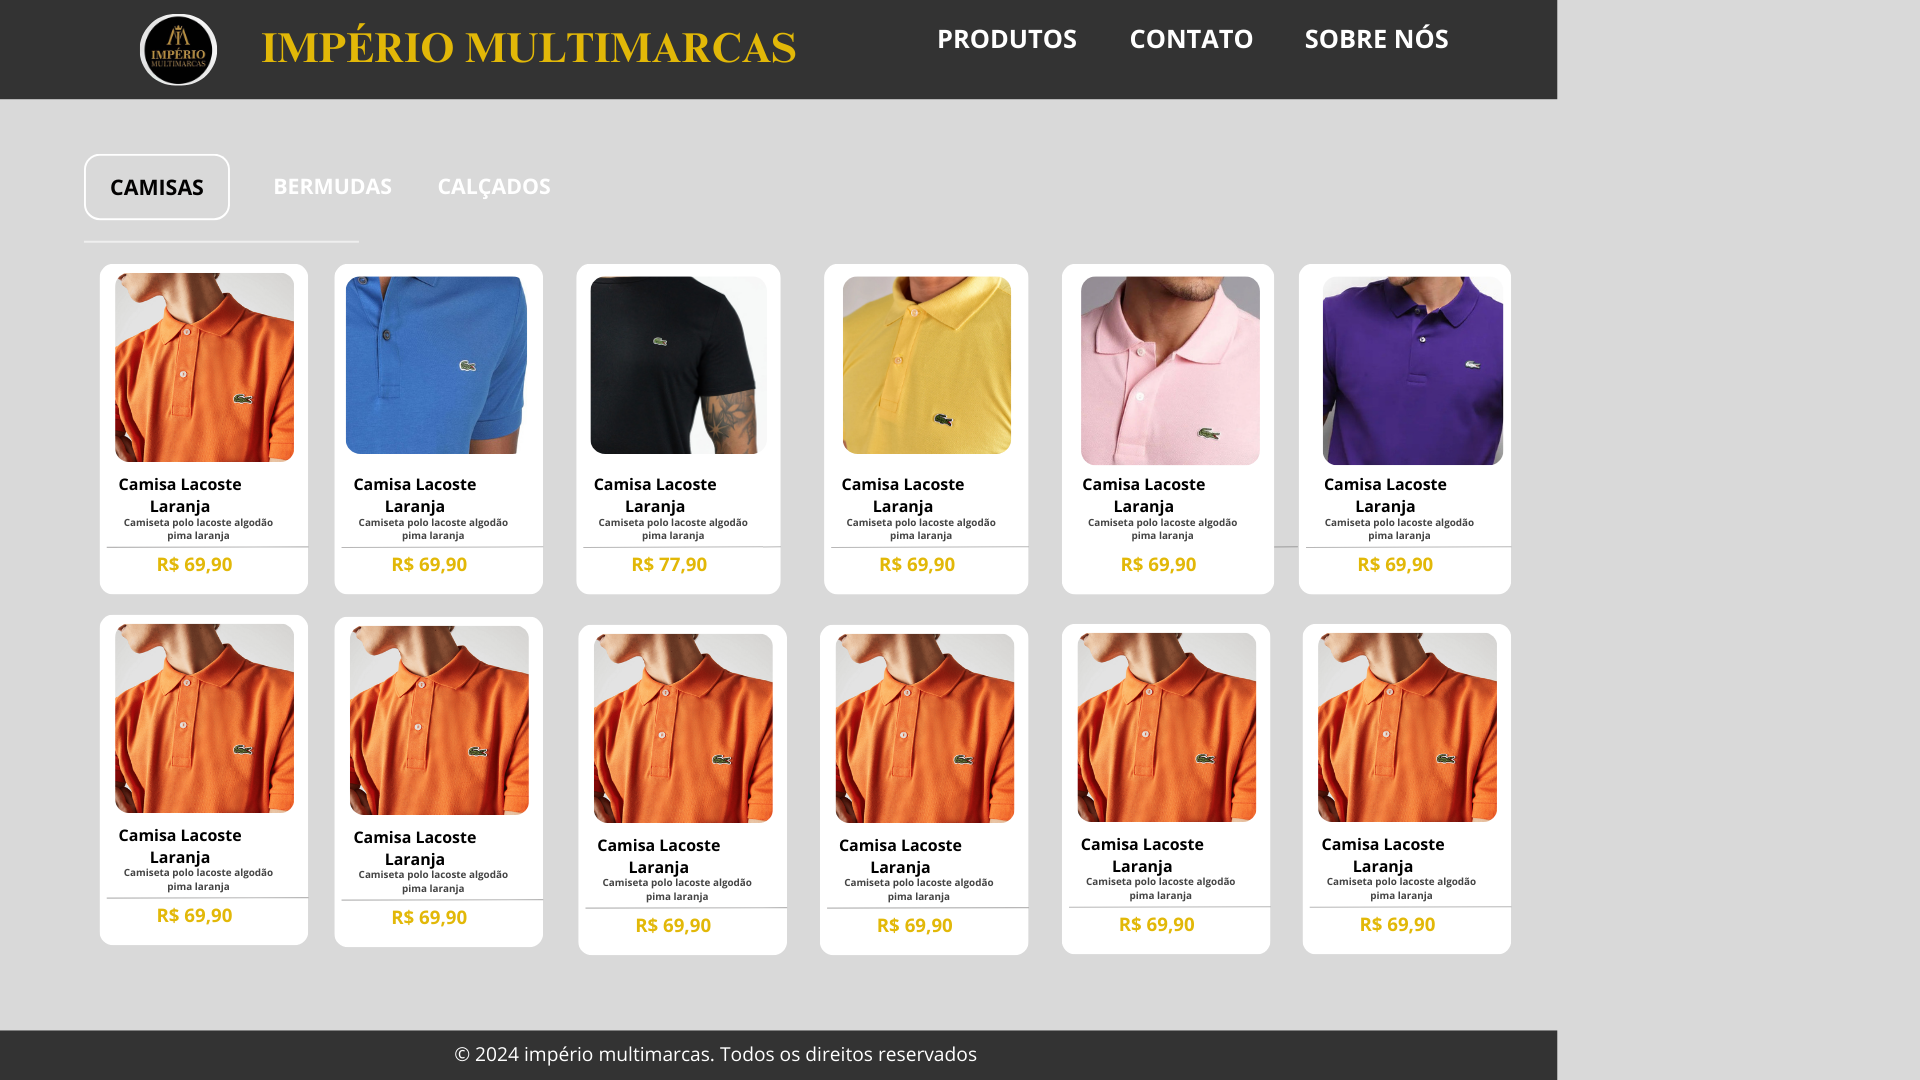 IMPÉRIO
MULTIMARCAS
IMPÉRIO MULTIMARCAS
PRODUTOS
CONTATO
SOBRE NÓS
CAMISAS
BERMUDAS
CALÇADOS
Camisa Lacoste
Laranja
Camiseta polo lacoste algodão
pima laranja
R$ 69,90
Camisa Lacoste
Laranja
Camiseta polo lacoste algodão
pima laranja
R$ 69,90
Camisa Lacoste
Laranja
Camiseta polo lacoste algodão
pima laranja
R$ 77,90
Camisa Lacoste
Laranja
Camiseta polo lacoste algodão
pima laranja
R$ 69,90
Camisa Lacoste
Laranja
Camiseta polo lacoste algodão
pima laranja
R$ 69,90
Camisa Lacoste
Laranja
Camiseta polo lacoste algodão
pima laranja
R$ 69,90
Camisa Lacoste
Laranja
Camiseta polo lacoste algodão
pima laranja
R$ 69,90
Camisa Lacoste
Laranja
Camiseta polo lacoste algodão
pima laranja
R$ 69,90
Camisa Lacoste
Laranja
Camiseta polo lacoste algodão
pima laranja
R$ 69,90
Camisa Lacoste
Laranja
Camiseta polo lacoste algodão
pima laranja
R$ 69,90
Camisa Lacoste
Laranja
Camiseta polo lacoste algodão
pima laranja
R$ 69,90
Camisa Lacoste
Laranja
Camiseta polo lacoste algodão
pima laranja
R$ 69,90
© 2024 império multimarcas. Todos os direitos reservados